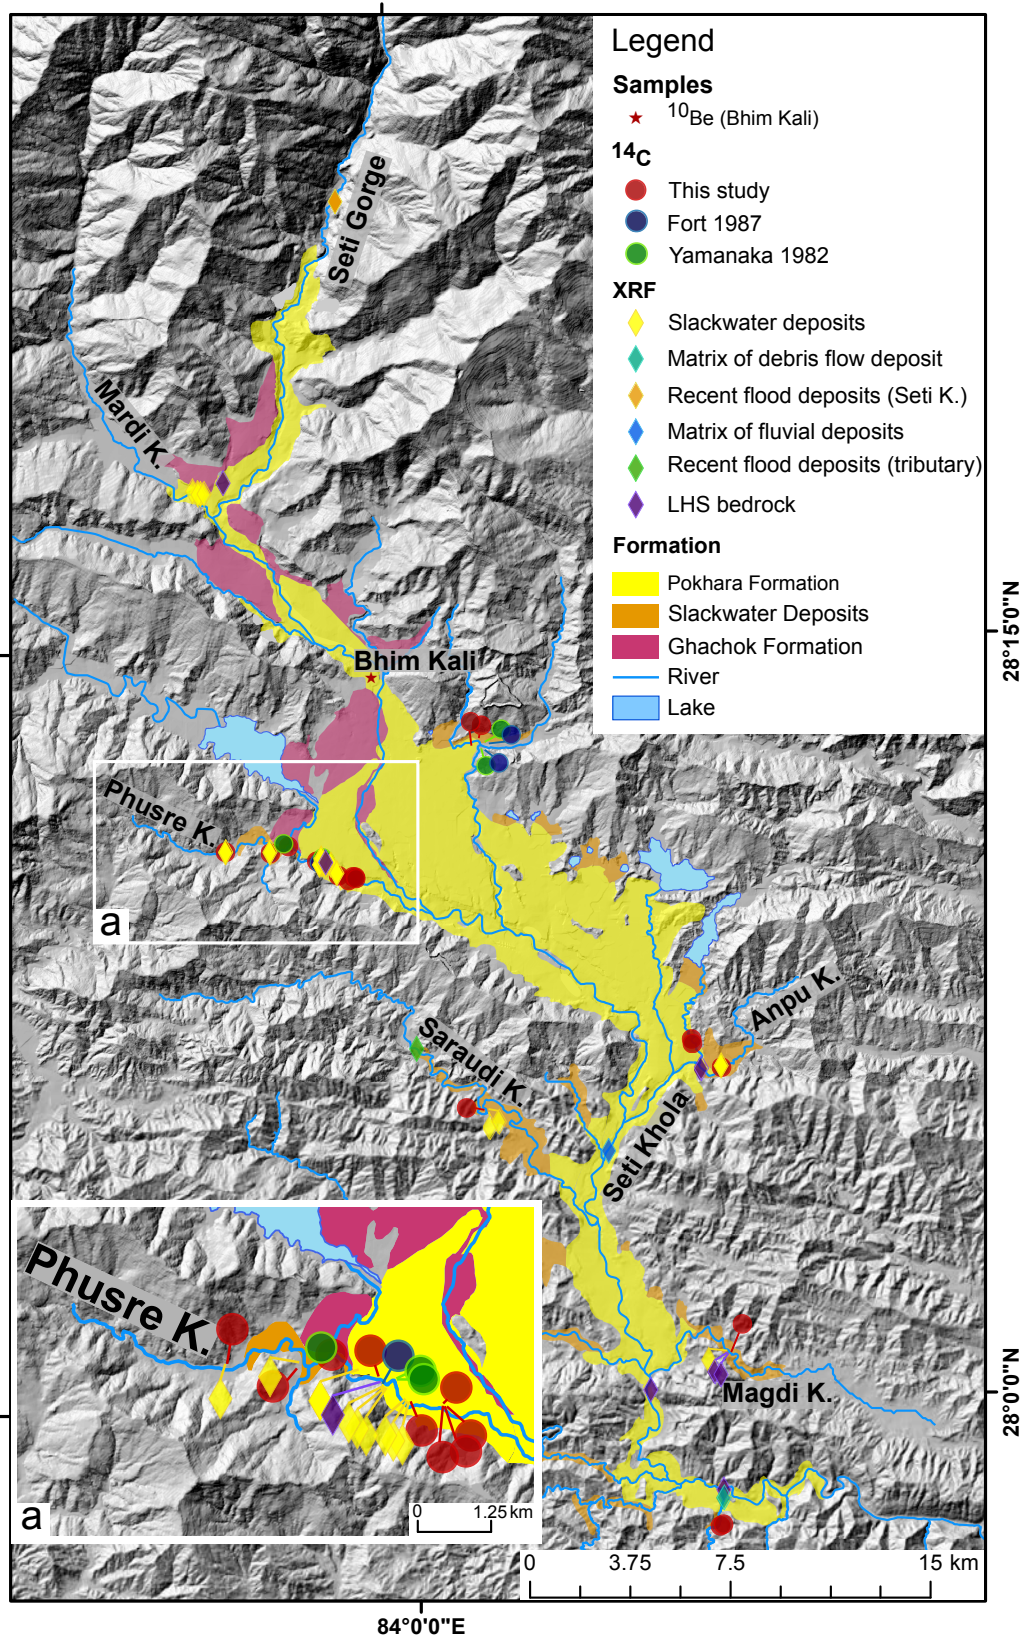 Legend
Samples
10Be (Bhim Kali)
14C
This study
Fort 1987
Yamanaka 1982
XRF
Slackwater deposits
Matrix of debris flow deposit
Recent flood deposits (Seti K.)
Matrix of fluvial deposits
Recent flood deposits (tributary)
LHS bedrock
Formation
Pokhara Formation
Slackwater Deposits
Ghachok Formation
River
Lake
Seti Gorge
Mardi K.
28°15'0"N
Bhim Kali
Phusre K.
a
Anpu K.
Saraudi K.
Seti Khola
Phusre K.
Magdi K.
28°0'0"N
a
0 1.25 km
0 3.75 7.5 15 km
84°0'0"E